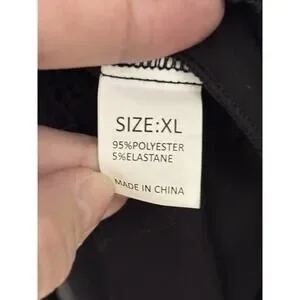 SIZE:XL
95%POLYESTER
5%ELASTANE
MADE IN CHINA